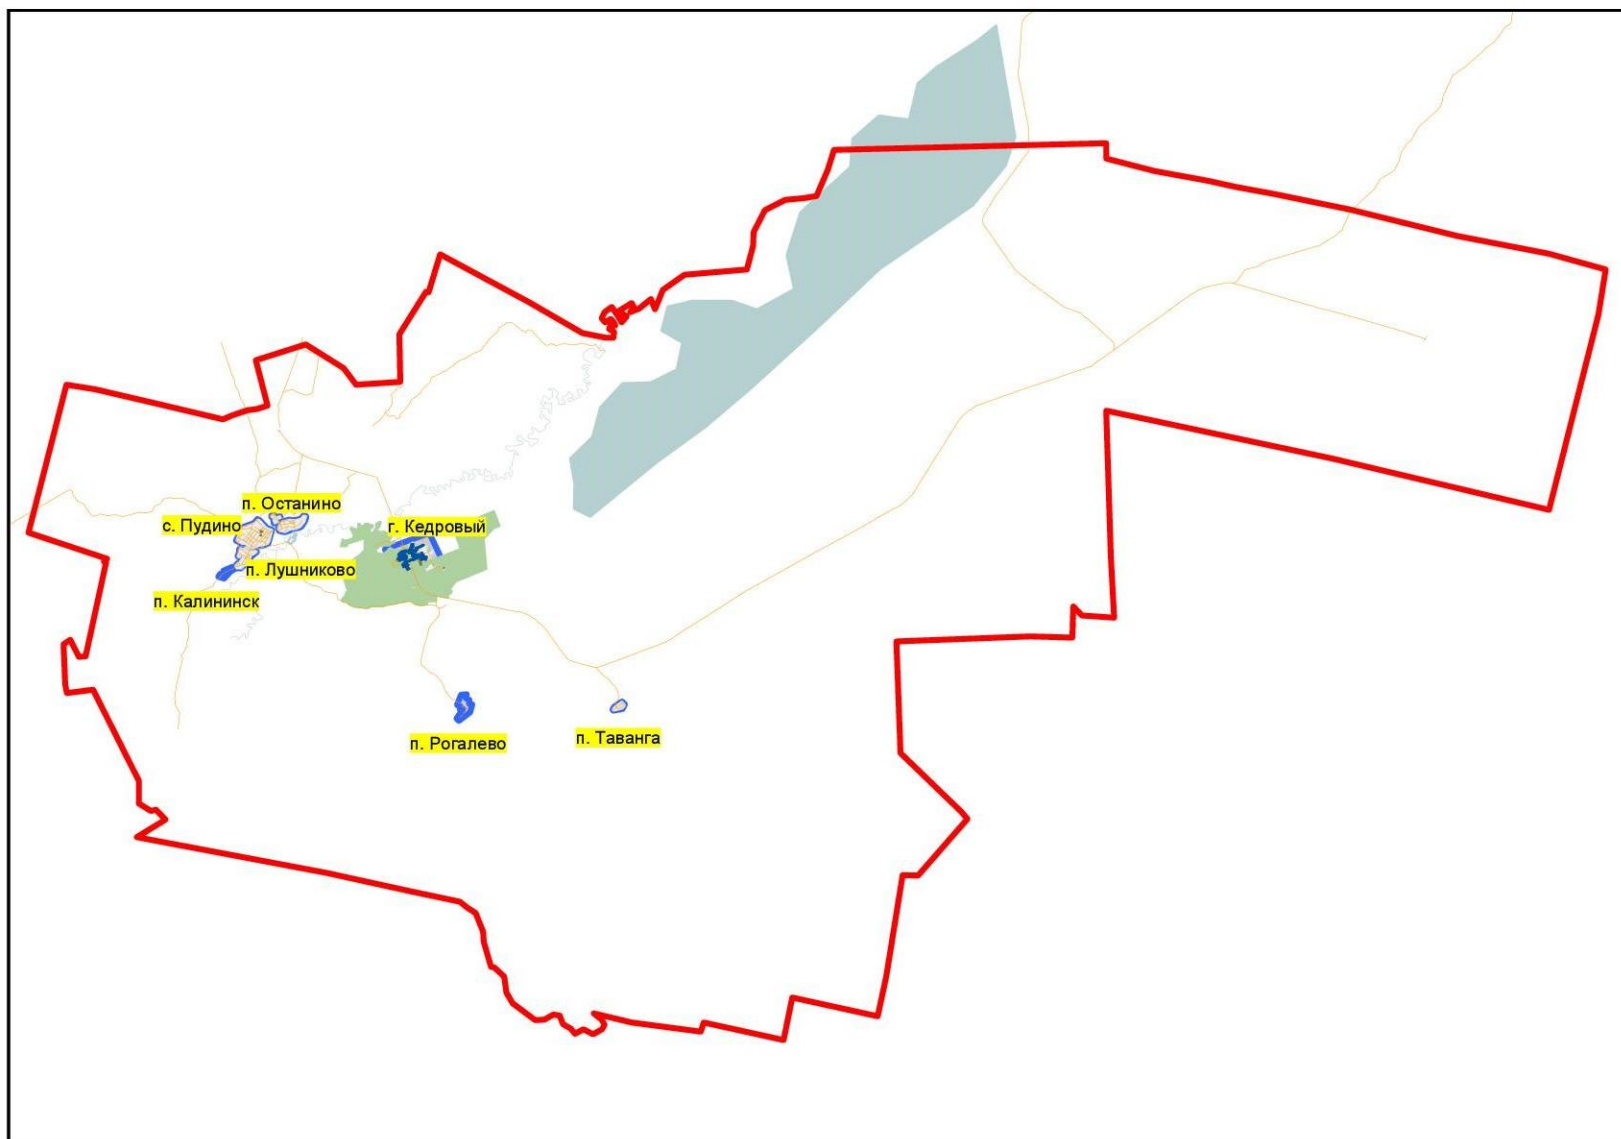 п. Останино
с. Пудино
г. Кедровый
п. Лушниково
п. Калининск
п. Рогалево
п. Таванга